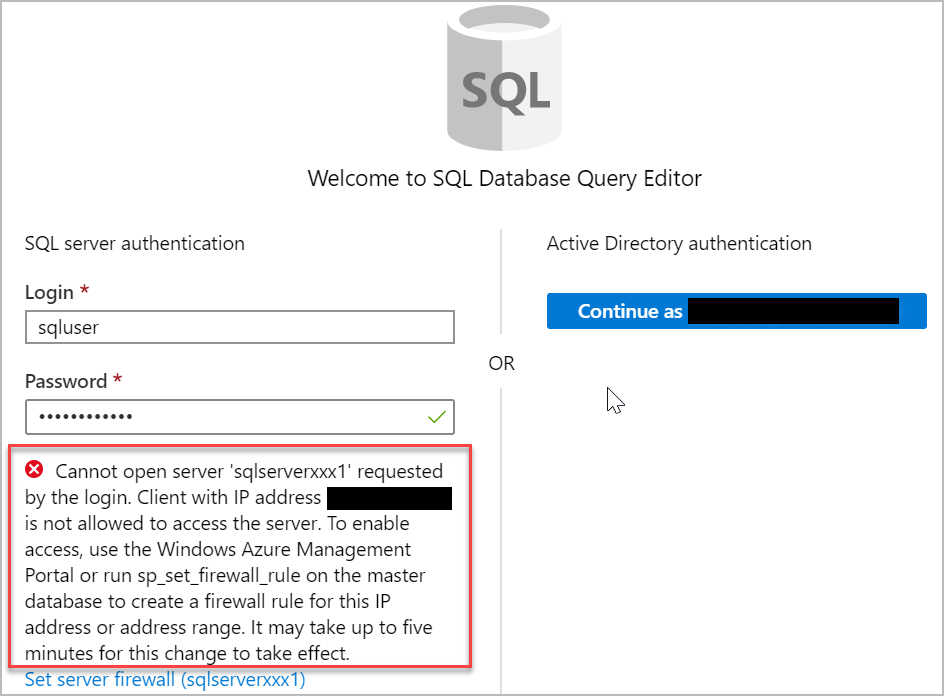 SQL
Welcome to SQL Database Query Editor
SQL server authentication
Login *
sqluser
Password *
••••••••••••
Cannot open server 'sqlserverxxx1' requested
by the login. Client with IP address
is not allowed to access the server. To enable
access, use the Windows Azure Management
Portal or run sp_set_firewall_rule on the master
database to create a firewall rule for this IP
address or address range. It may take up to five
minutes for this change to take effect.
Set server firewall (sqlserverxxx1)
OR
Active Directory authentication
Continue as